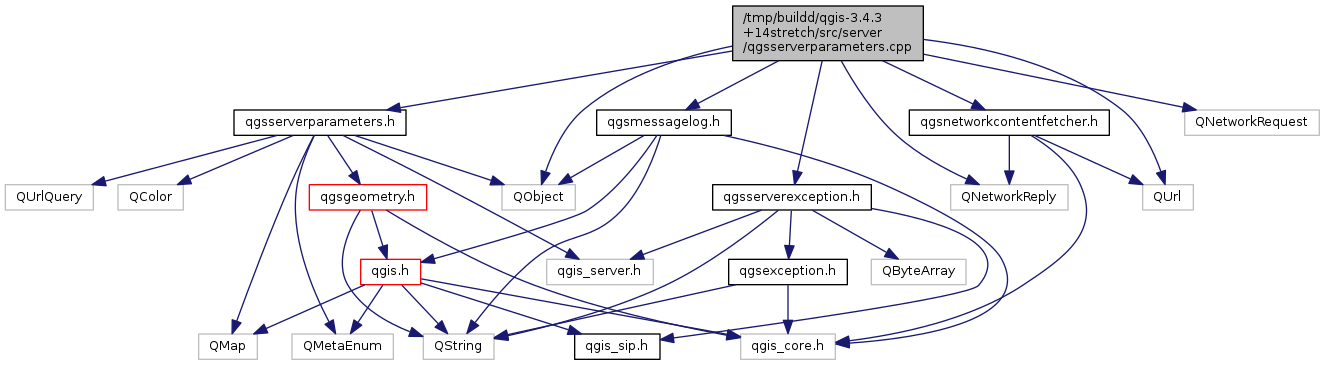 /tmp/buildd/qgis-3.4.3
+14stretch/src/server
/qgsserverparameters.cpp
qgsserverparameters.h
qgsmessagelog.h
qgsnetworkcontentfetcher.h
QNetworkRequest
QUrlQuery
QColor
qgsgeometry.h
QObject
qgsserverexception.h
QNetworkReply
QUrl
qgis.h
qgis_server.h
qgsexception.h
QByteArray
QMap
QMetaEnum
QString
qgis_sip.h
qgis_core.h